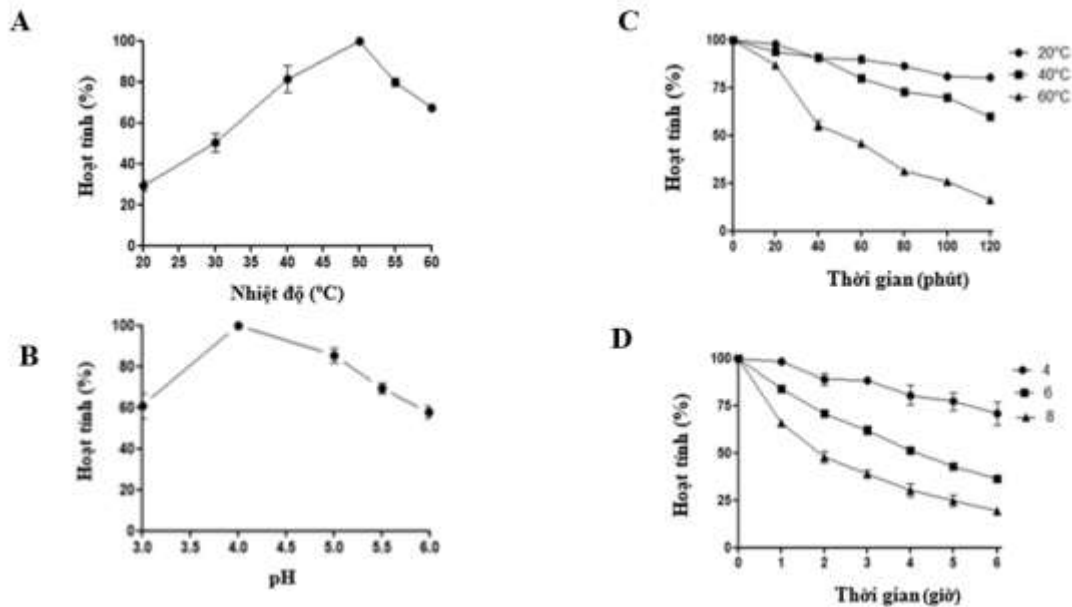 A
Hoạt tính (%)
100
80
60
40
20
0
20 25 30 35 40 45 50 55 60
Nhiệt độ (°C)
B
Hoạt tính (%)
100
80
60
40
20
0
3.0 4.0 4.5 5.0 5.5 6.0
pH
C
Hoạt tính (%)
100
75
50
25
0
0 20 40 60 80 100 120
Thời gian (phút)
20°C
40°C
60°C
D
Hoạt tính (%)
100
75
50
25
0
0 1 2 3 4 5 6
Thời gian (giờ)
4
6
8